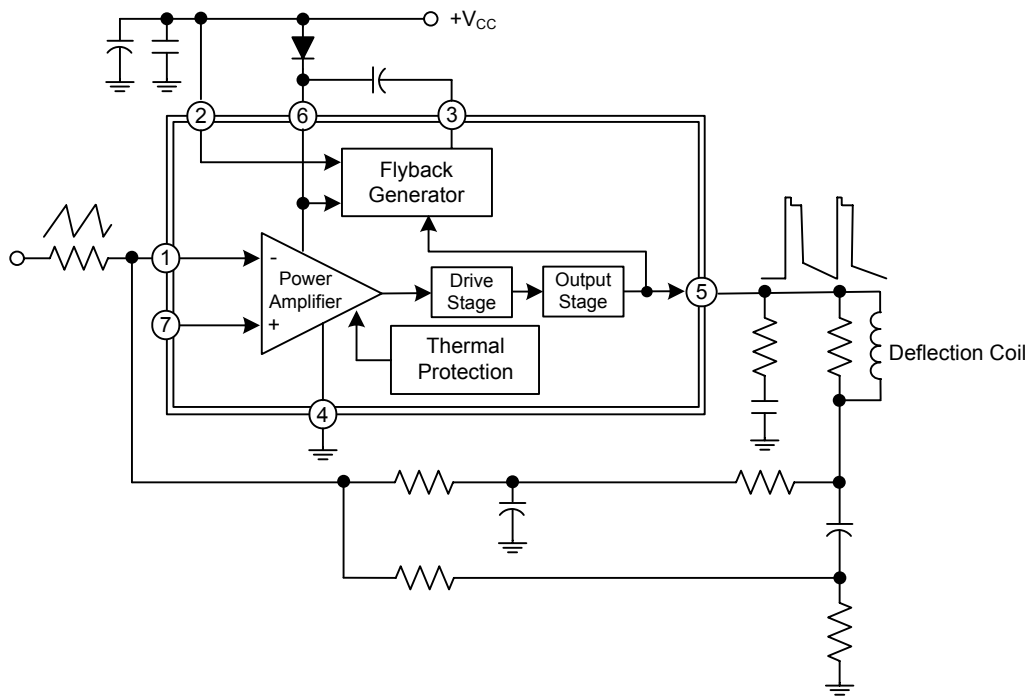 +VCC
2
6
3
Flyback
Generator
1
-
Power
Amplifier
Drive
Stage
Output
Stage
5
7
+
Thermal
Protection
Deflection Coil
4